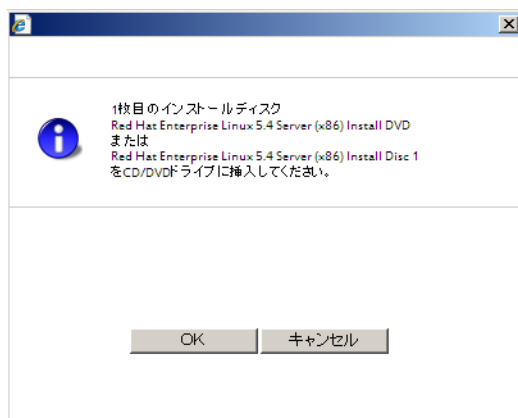 1枚目のインストールディスク
Red Hat Enterprise Linux 5.4 Server (x86) Install DVD
または
Red Hat Enterprise Linux 5.4 Server (x86) Install Disc 1
をCD/DVDドライブに挿入してください。
OK キャンセル